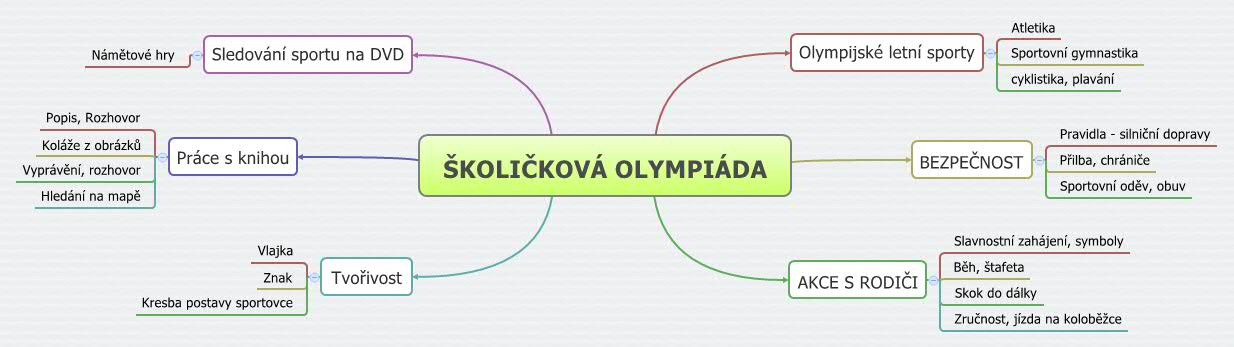 ŠKOLIČKOVÁ OLYMPIÁDA
Olympijské letní sporty
Atletika
Sportovní gymnastika
cyklistika, plavání
BEZPEČNOST
Pravidla - silniční dopravy
Přilba, chrániče
Sportovní oděv, obuv
AKCE S RODIČI
Slavnostní zahájení, symboly
Běh, štafeta
Skok do dálky
Zručnost, jízda na koloběžce
Tvořivost
Vlajka
Znak
Kresba postavy sportovce
Práce s knihou
Popis, Rozhovor
Koláže z obrázků
Vyprávění, rozhovor
Hledání na mapě
Sledování sportu na DVD
Námětové hry